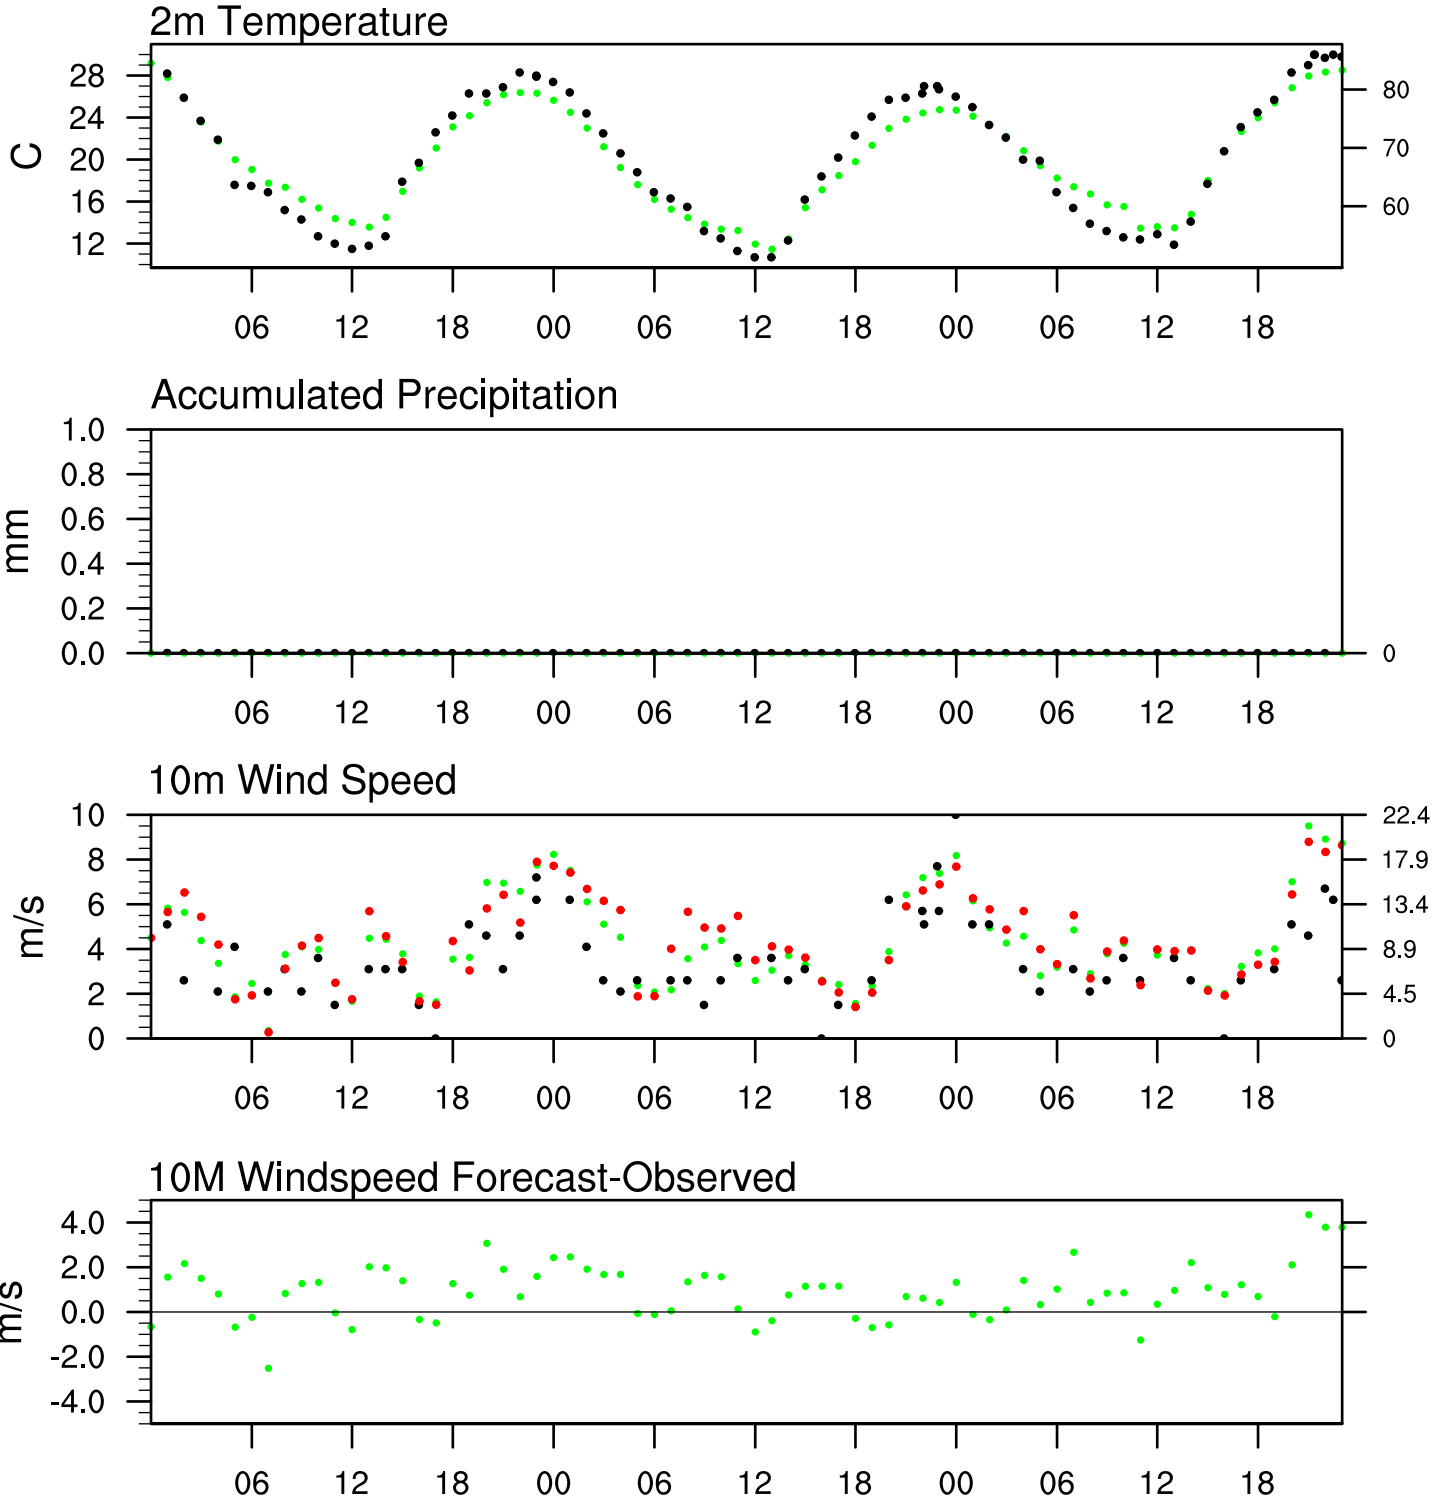 2m Temperature
28
24
20
16
12
C
80
70
60
06 12 18 00 06 12 18 00 06 12 18
Accumulated Precipitation
1.0
0.8
0.6
0.4
0.2
0.0
mm
0
06 12 18 00 06 12 18 00 06 12 18
10m Wind Speed
10
8
6
4
2
0
m/s
22.4
17.9
13.4
8.9
4.5
0
06 12 18 00 06 12 18 00 06 12 18
10M Windspeed Forecast-Observed
4.0
2.0
0.0
-2.0
-4.0
m/s
06 12 18 00 06 12 18 00 06 12 18